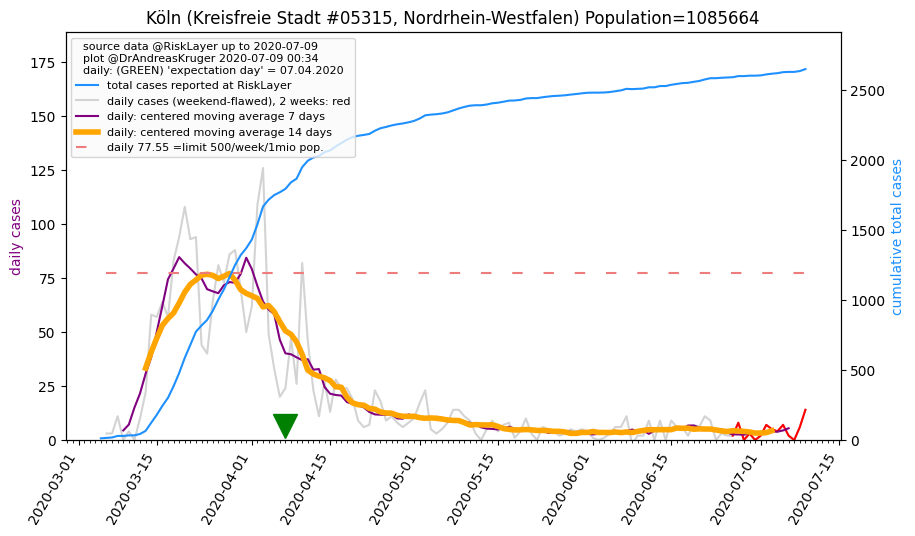 Köln (Kreisfreie Stadt #05315, Nordrhein-Westfalen) Population=1085664
source data @RiskLayer up to 2020-07-09
plot @DrAndreasKruger 2020-07-09 00:34
daily: (GREEN) 'expectation day' = 07.04.2020
total cases reported at RiskLayer
daily cases (weekend-flawed), 2 weeks: red
daily: centered moving average 7 days
daily: centered moving average 14 days
daily 77.55 =limit 500/week/1mio pop.
daily cases
175
150
125
100
75
50
25
0
cumulative total cases
2500
2000
1500
1000
500
0
2020-03-01
2020-03-15
2020-04-01
2020-04-15
2020-05-01
2020-05-15
2020-06-01
2020-06-15
2020-07-01
2020-07-15